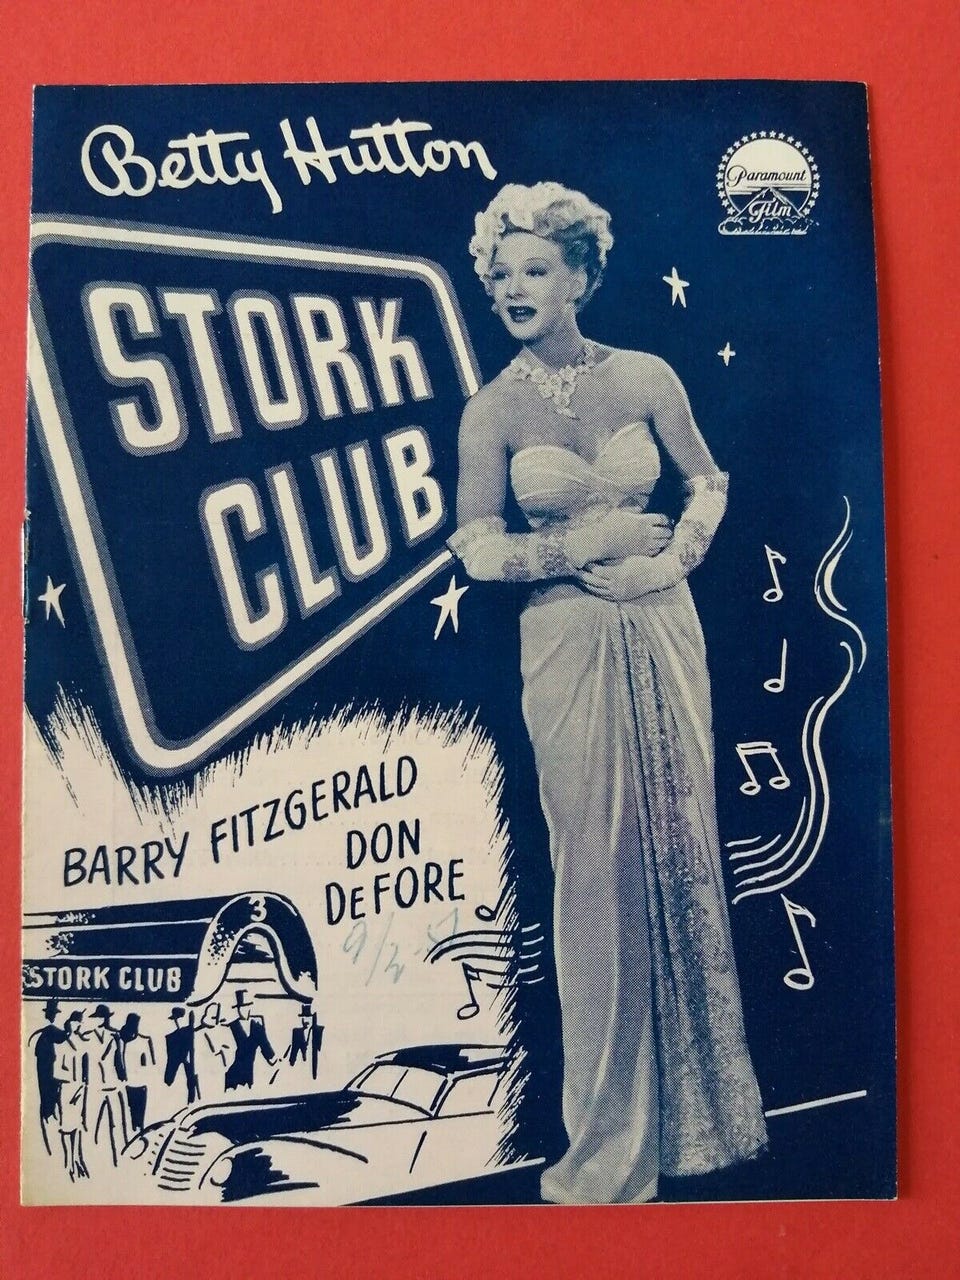 Betty Hutton
Paramount
Film
STORK
CLUB
BARRY FITZGERALD
DON
DeFORE
3
STORK CLUB